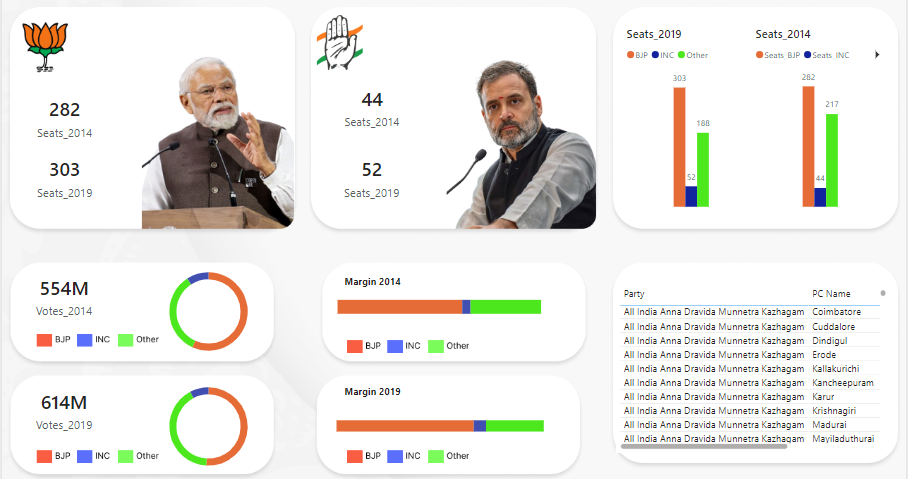 282
Seats_2014
303
Seats_2019
44
Seats_2014
52
Seats_2019
Seats_2019
BJP INC Other
303
52
188
Seats_2014
Seats BJP Seats_INC
282
44
217
554M
Votes_2014
BJP INC Other
614M
Votes_2019
BJP INC Other
Margin 2014
BJP INC Other
Margin 2019
BJP INC Other
Party PC Name
All India Anna Dravida Munnetra Kazhagam Coimbatore
All India Anna Dravida Munnetra Kazhagam Cuddalore
All India Anna Dravida Munnetra Kazhagam Dindigul
All India Anna Dravida Munnetra Kazhagam Erode
All India Anna Dravida Munnetra Kazhagam Kallakurichi
All India Anna Dravida Munnetra Kazhagam Kancheepuram
All India Anna Dravida Munnetra Kazhagam Karur
All India Anna Dravida Munnetra Kazhagam Krishnagiri
All India Anna Dravida Munnetra Kazhagam Madurai
All India Anna Dravida Munnetra Kazhagam Mayiladuthurai